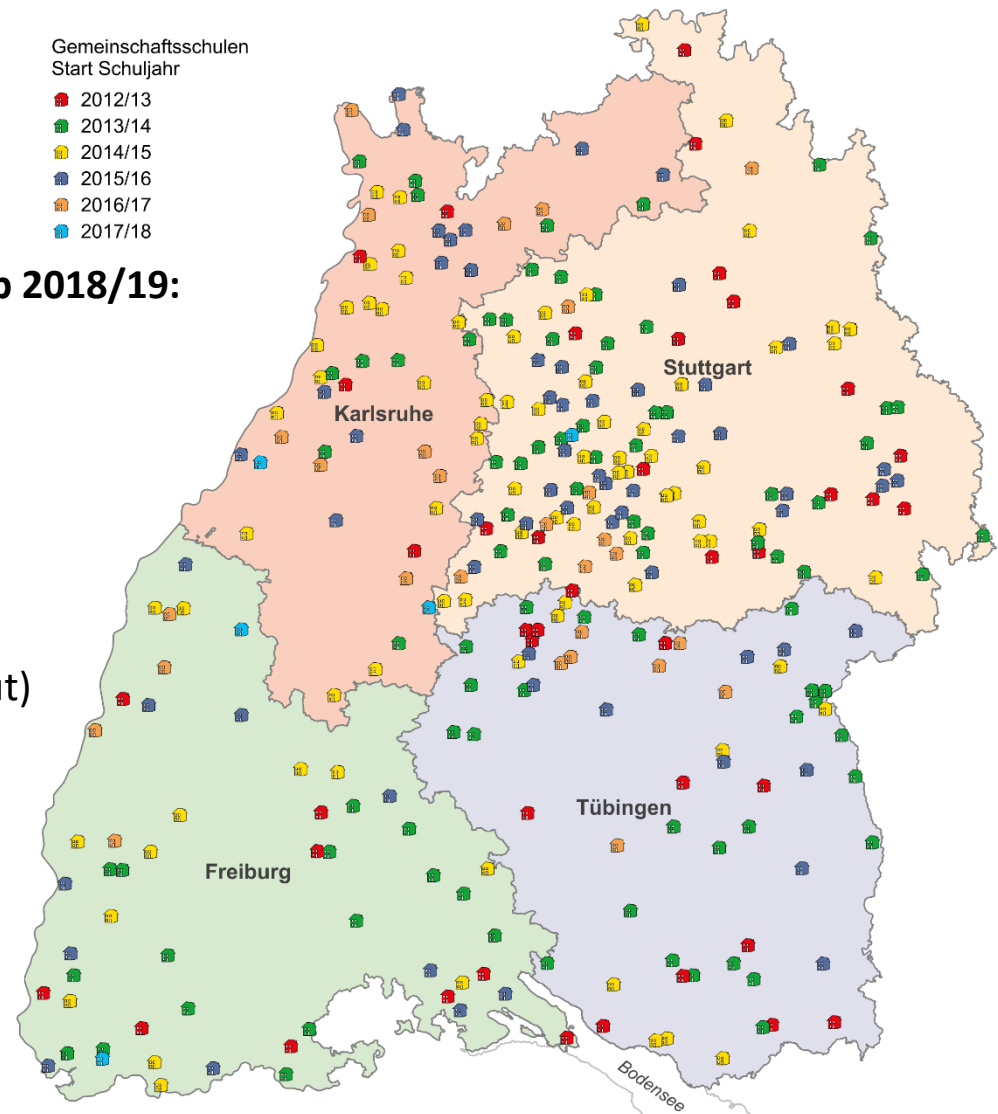 Gemeinschaftsschulen
Start Schuljahr
2012/13
2013/14
2014/15
2015/16
2016/17
2017/18
2018/19:
Stuttgart
Karlsruhe
Tübingen
Freiburg
Bodensee